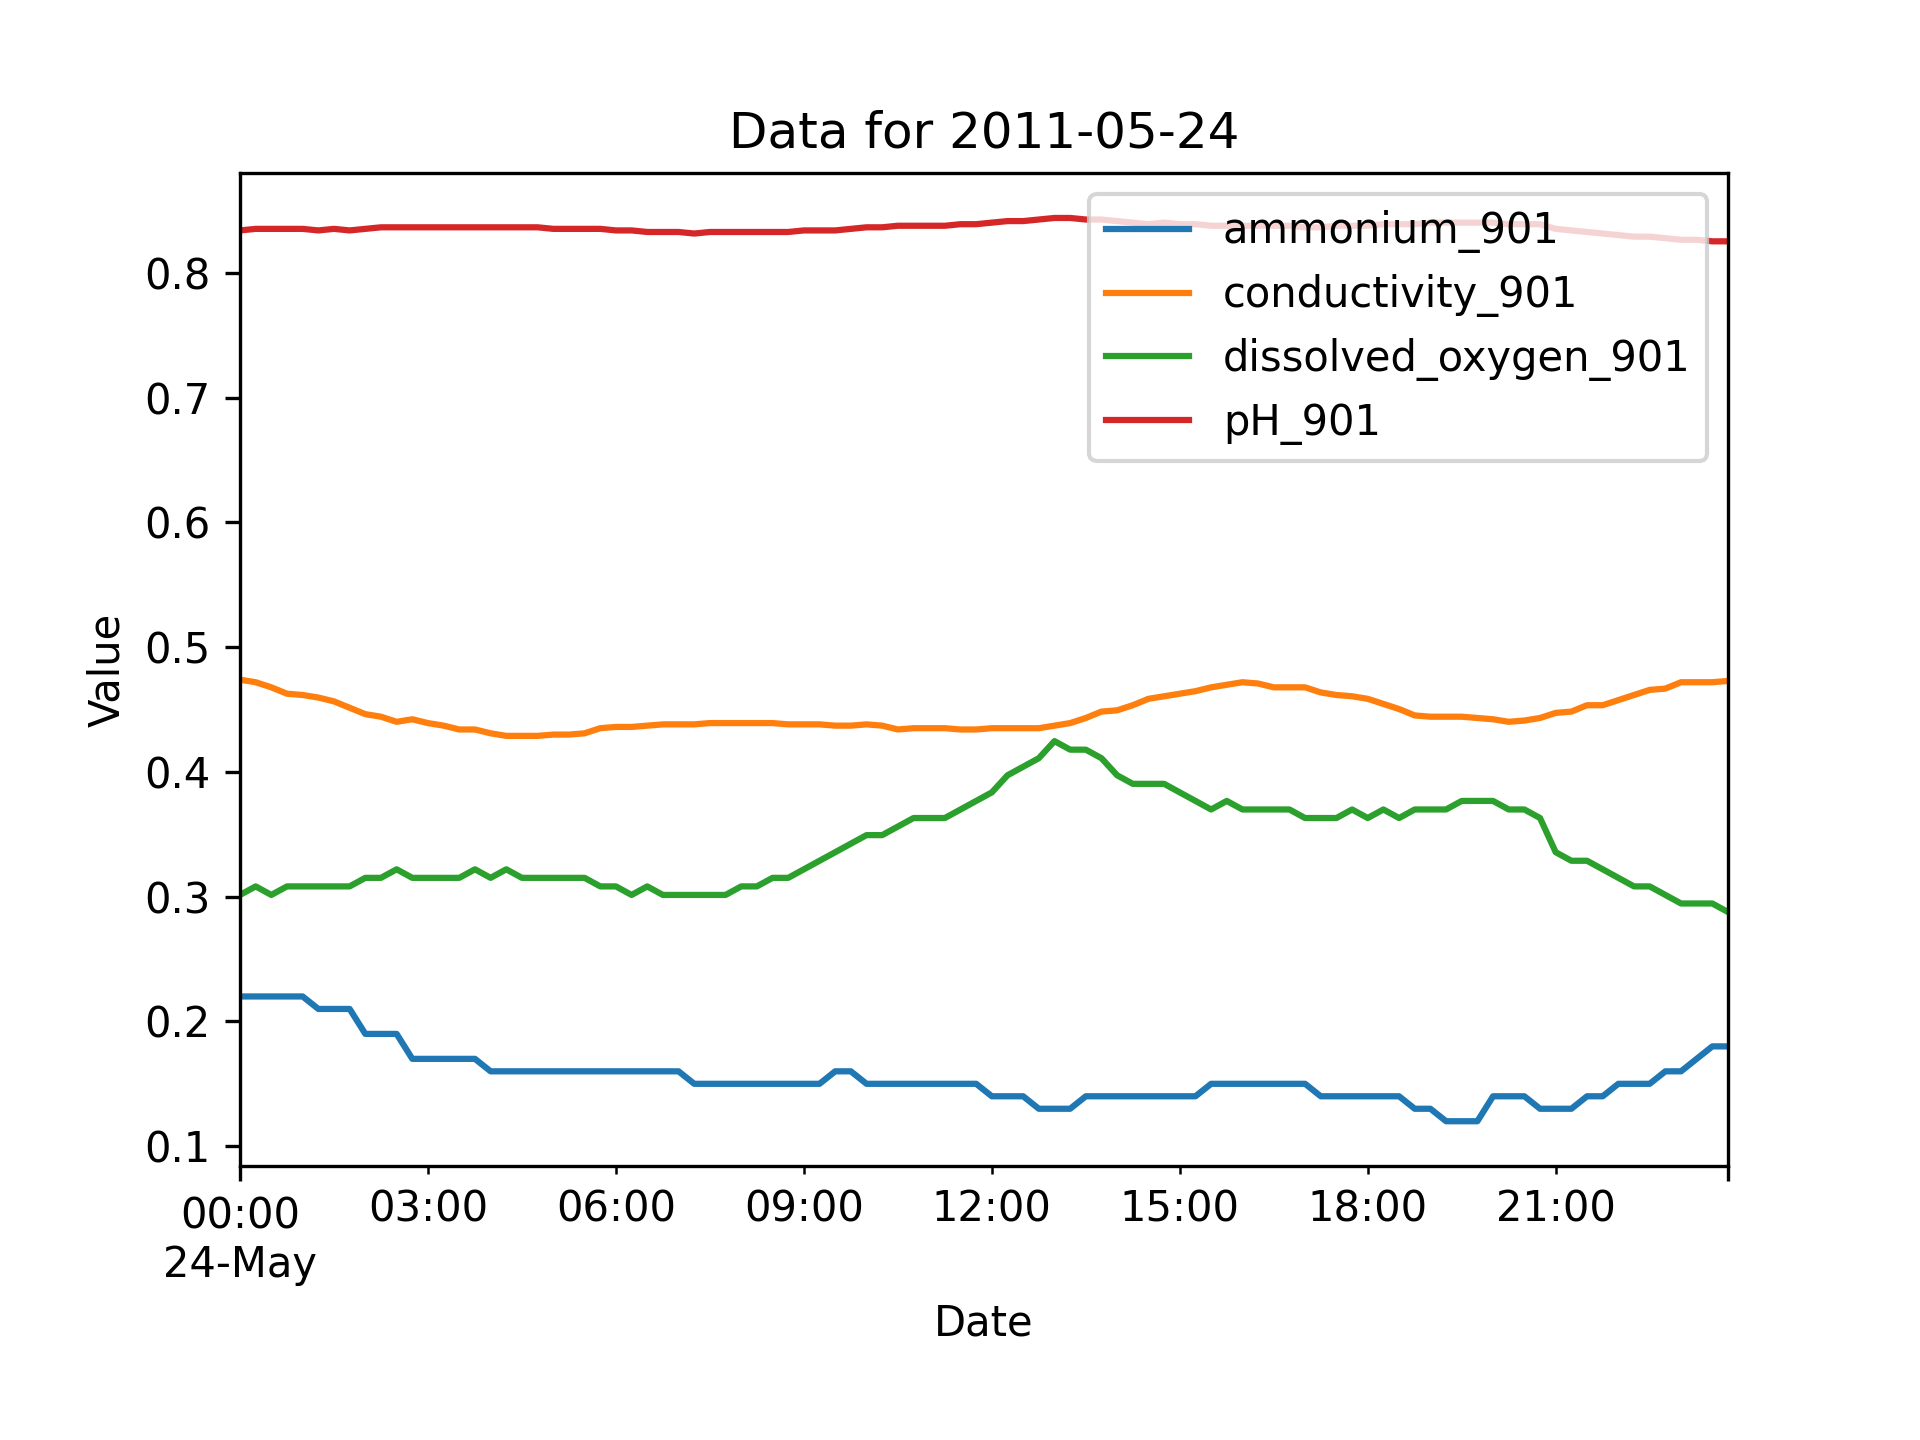 Data for 2011-05-24
ammonium_901
conductivity_901
dissolved_oxygen_901
pH_901
Value
0.8
0.7
0.6
0.5
0.4
0.3
0.2
0.1
00:00 03:00 06:00 09:00 12:00 15:00 18:00 21:00
24-May
Date